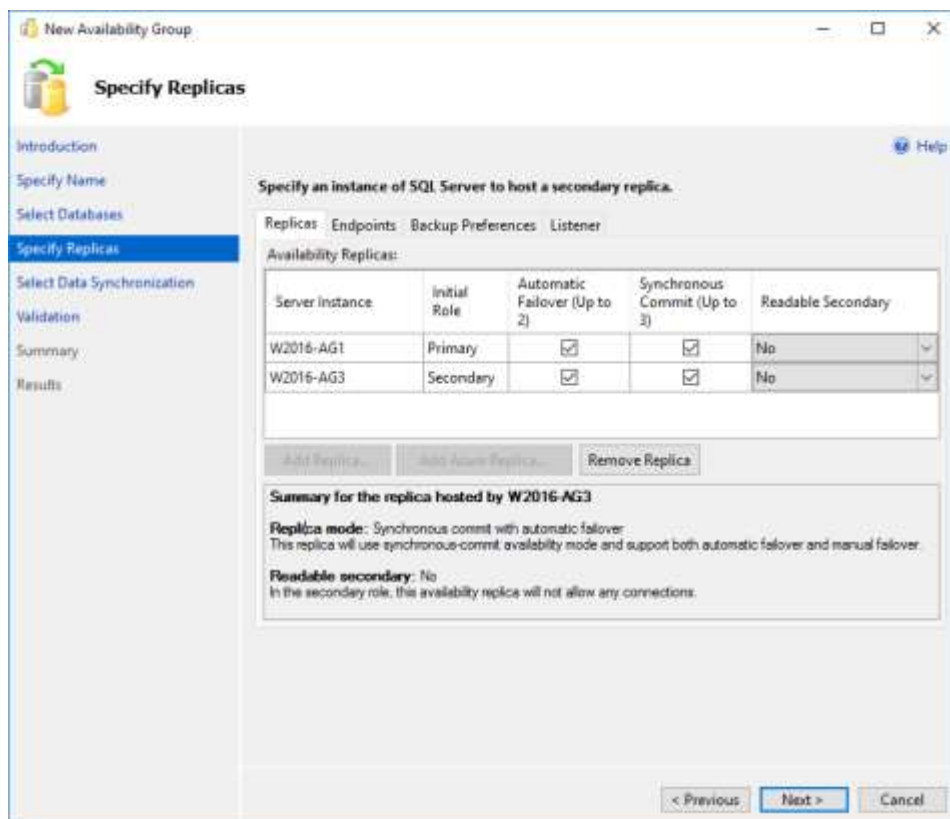 New Availability Group
Specify Replicas
Introduction
Specify Name
Select Databases
Specify Replicas
Select Data Synchronization
Validation
Summary
Results
Help
Specify an instance of SQL Server to host a secondary replica.
Replicas Endpoints Backup Preferences Listener
Availability Replicas:
Server Instance Initial Role Automatic Failover (Up to 2) Synchronous Commit (Up to 3) Readable Secondary
W2016-AG1 Primary No
W2016-AG3 Secondary No
Add Replica... Add Azure Replica... Remove Replica
Summary for the replica hosted by W2016-AG3
Replica mode: Synchronous commit with automatic failover
This replica will use synchronous-commit availability mode and support both automatic failover and manual failover.
Readable secondary: No
In the secondary role, this availability replica will not allow any connections.
< Previous Next > Cancel